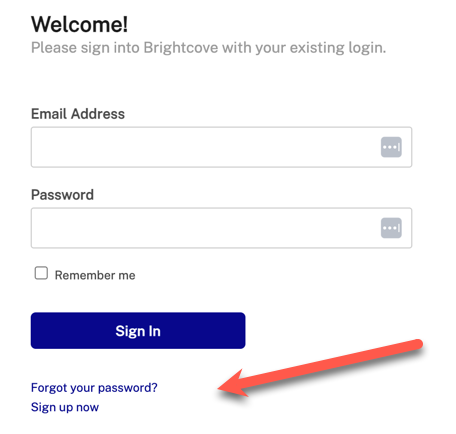 Welcome!
Please sign into Brightcove with your existing login.
Email Address
Password
Remember me
Sign In
Forgot your password?
Sign up now